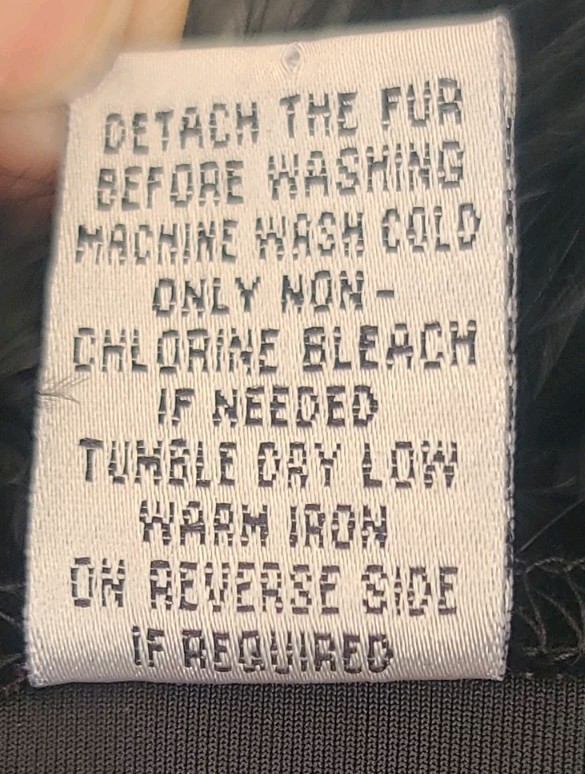 DETACH THE FUR
BEFORE WASHING
MACHINE WASH COLD
ONLY NON-
CHLORINE BLEACH
IF NEEDED
TUMBLE DRY LOW
WARM IRON
ON REVERSE SIDE
IF REQUIRED